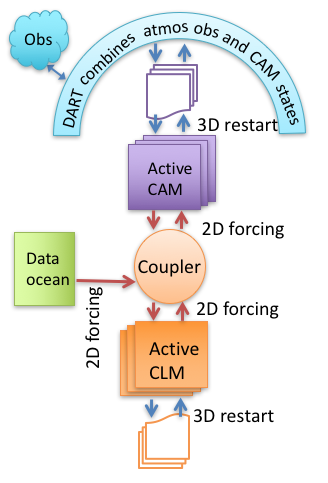 Obs
DART combines atmos obs and CAM states
3D restart
Active
CAM
2D forcing
Data
ocean
Coupler
2D forcing
2D forcing
Active
CLM
3D restart